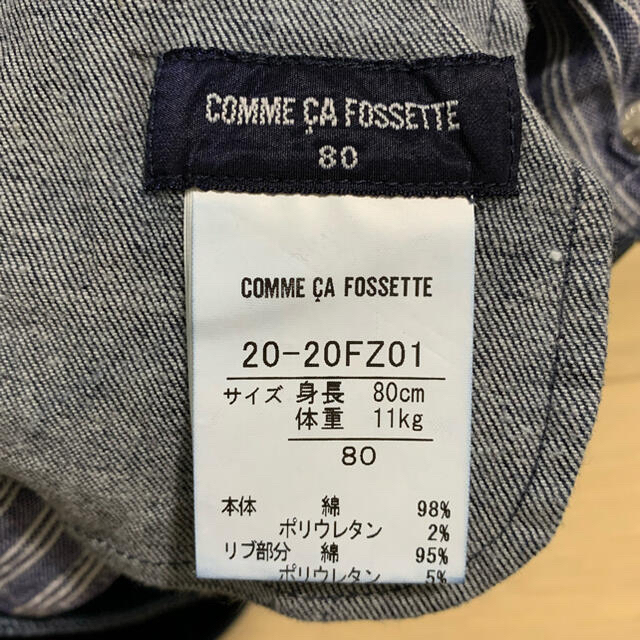 COMME ÇA FOSSETTE
80
COMME ÇA FOSSETTE
20-20FZ01
サイズ 身長 80cm
体重 11kg
80
本体 綿 98%
ポリウレタン 2%
リブ部分 綿 95%
ポリウレタン 5%